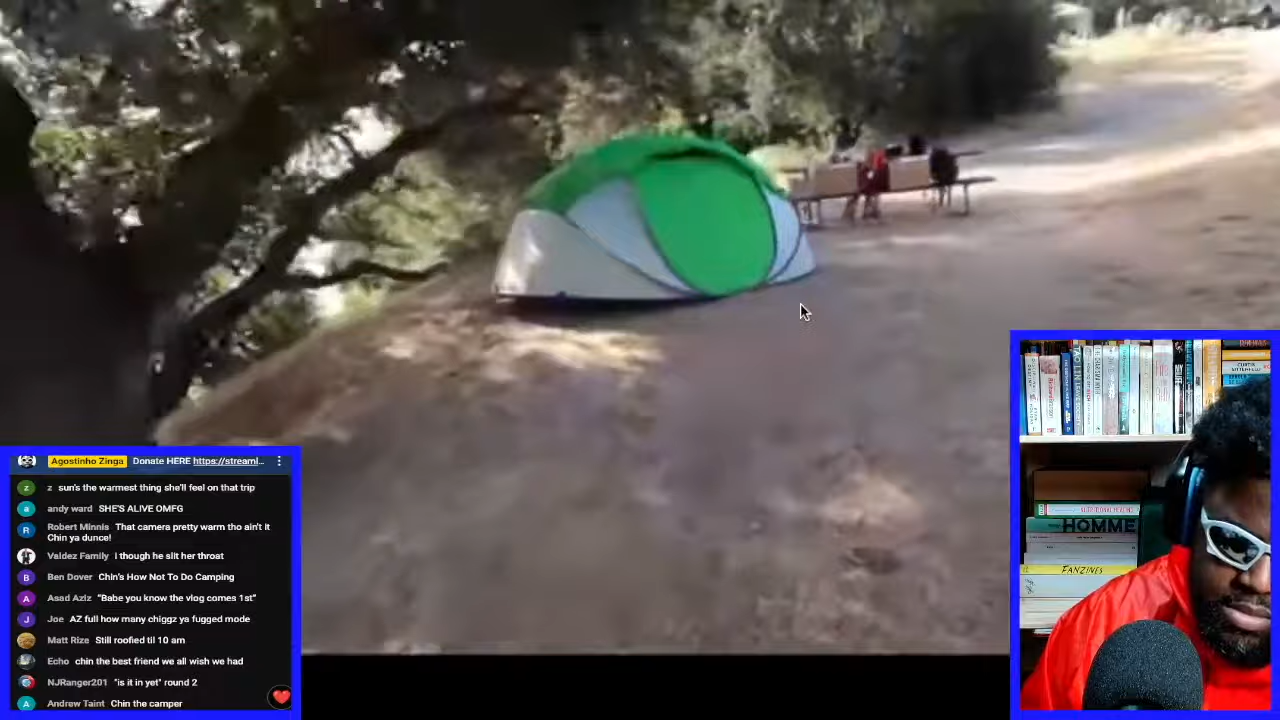 Agostinho Zinga Donate HERE https://streaml...
z z sun's the warmest thing she'll feel on that trip
a andy ward SHE'S ALIVE OMFG
R Robert Minnis That camera pretty warm tho ain't it
Chin ya dunce!
Valdez Family i though he slit her throat
B Ben Dover Chin's How Not To Do Camping
A Asad Aziz "Babe you know the vlog comes 1st"
J Joe AZ full how many chiggz ya fugged mode
Matt Rize Still roofied til 10 am
Echo chin the best friend we all wish we had
NJRanger201 "is it in yet" round 2
A Andrew Taint Chin the camper
CURTIS
HOMME
FANZINES